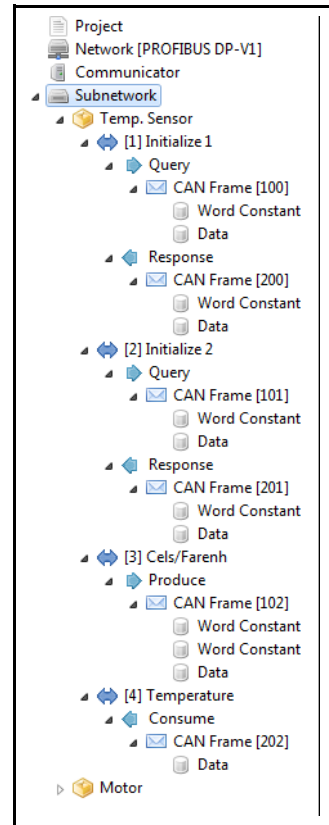 Project
Network [PROFIBUS DP-V1]
Communicator
Subnetwork
Temp. Sensor
[1] Initialize 1
Query
CAN Frame [100]
Word Constant
Data
Response
CAN Frame [200]
Word Constant
Data
[2] Initialize 2
Query
CAN Frame [101]
Word Constant
Data
Response
CAN Frame [201]
Word Constant
Data
[3] Cels/Farenh
Produce
CAN Frame [102]
Word Constant
Word Constant
Data
[4] Temperature
Consume
CAN Frame [202]
Data
Motor